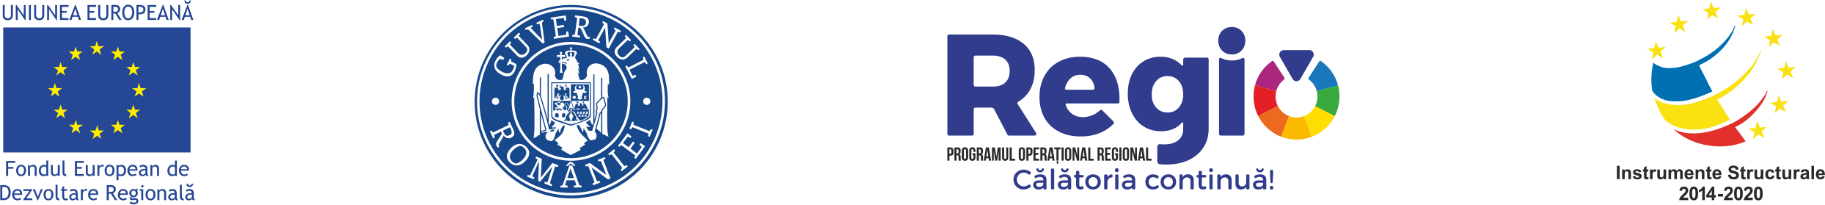 UNIUNEA EUROPEANĂ
Fondul European de
Dezvoltare Regională
GUVERNUL
ROMÂNIEI
Regio
PROGRAMUL OPERAȚIONAL REGIONAL
Călătoria continuă!
Instrumente Structurale
2014-2020